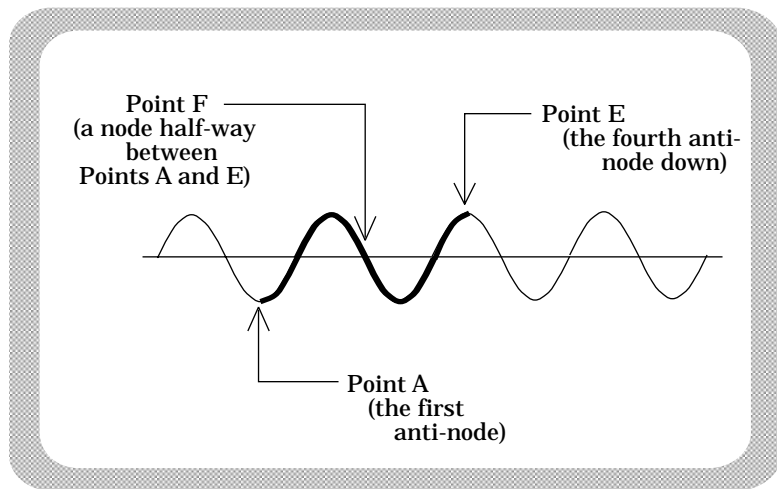 Point F
(a node half-way
between
Points A and E)
Point E
(the fourth anti-
node down)
Point A
(the first
anti-node)